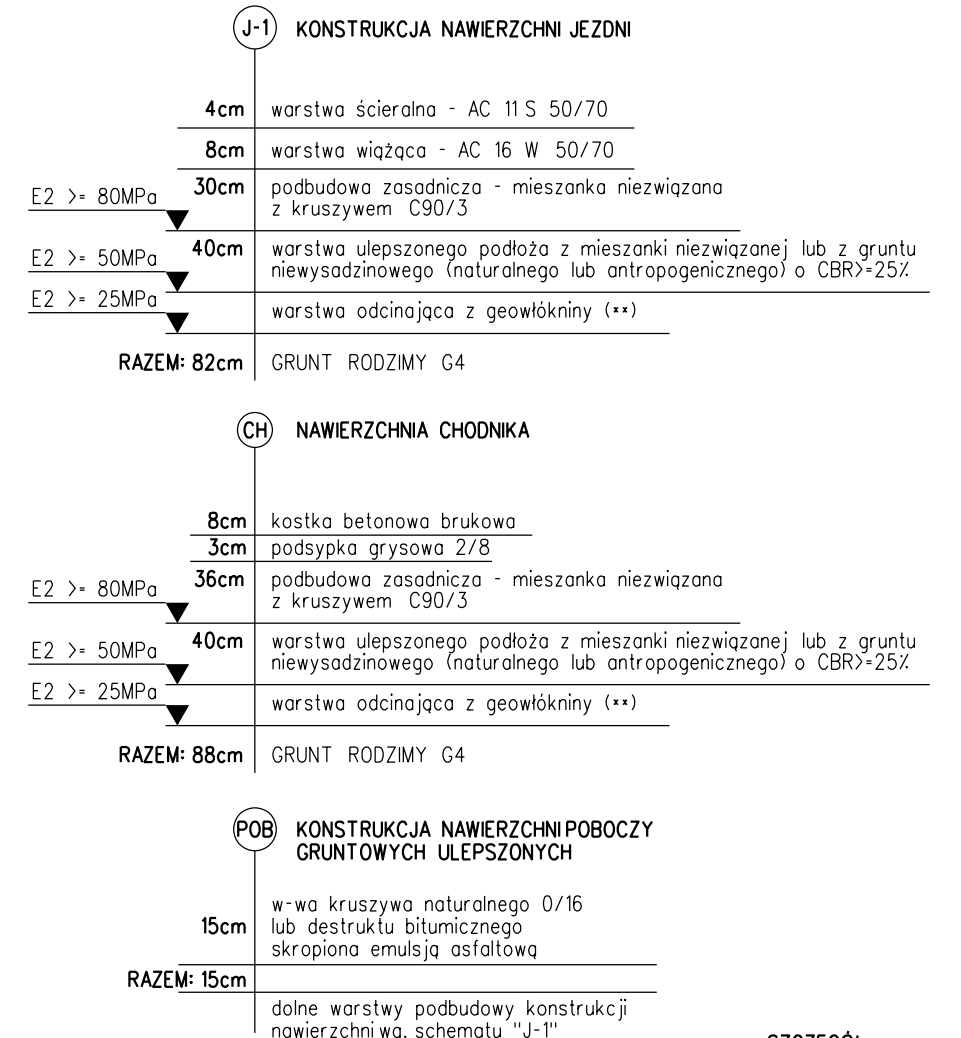 J-1 KONSTRUKCJA NAWIERZCHNI JEZDNI
4cm warstwa ścieralna - AC 11 S 50/70
8cm warstwa wiążąca - AC 16 W 50/70
E2 >= 80MPa 30cm podbudowa zasadnicza - mieszanka niezwiązana
z kruszywem C90/3
E2 >= 50MPa 40cm warstwa ulepszonego podłoża z mieszanki niezwiązanej lub z gruntu
niewysadzinowego (naturalnego lub antropogenicznego) o CBR>=25%
E2 >= 25MPa warstwa odcinająca z geowłókniny (**)
RAZEM: 82cm GRUNT RODZIMY G4
CH NAWIERZCHNIA CHODNIKA
8cm kostka betonowa brukowa
3cm podsypka grysowa 2/8
E2 >= 80MPa 36cm podbudowa zasadnicza - mieszanka niezwiązana
z kruszywem C90/3
E2 >= 50MPa 40cm warstwa ulepszonego podłoża z mieszanki niezwiązanej lub z gruntu
niewysadzinowego (naturalnego lub antropogenicznego) o CBR>=25%
E2 >= 25MPa warstwa odcinająca z geowłókniny (**)
RAZEM: 88cm GRUNT RODZIMY G4
POB KONSTRUKCJA NAWIERZCHNI POBOCZY
GRUNTOWYCH ULEPSZONYCH
w-wa kruszywa naturalnego 0/16
15cm lub destruktu bitumicznego
skropiona emulsją asfaltową
RAZEM: 15cm
dolne warstwy podbudowy konstrukcji
nawierzchni wg. schematu "J-1"